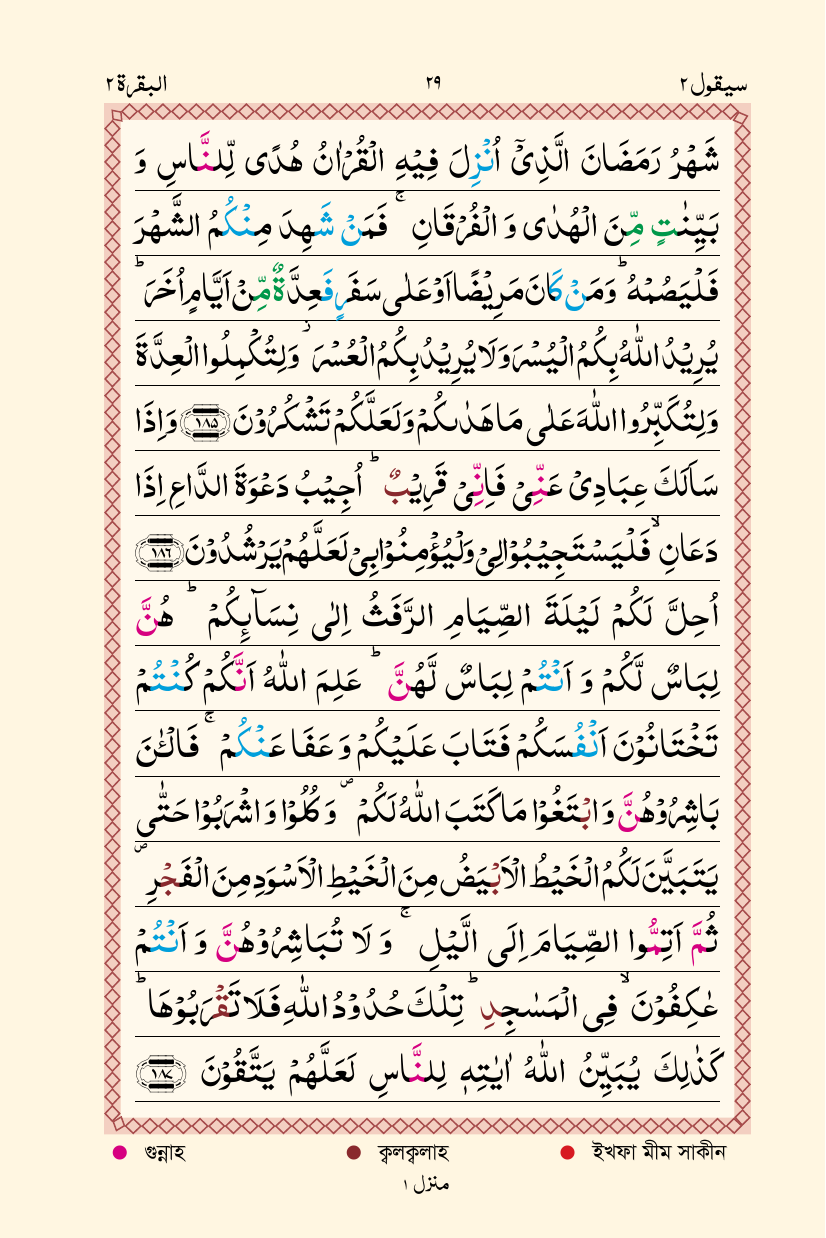 سيقول ٢ ٢٩ البقرة ٢
شَهْرُ رَمَضَانَ الَّذِىْٓ اُنْزِلَ فِيْهِ الْقُرْاٰنُ هُدًى لِّلنَّاسِ وَ
بَيِّنٰتٍ مِّنَ الْهُدٰى وَ الْفُرْقَانِ ۚ فَمَنْ شَهِدَ مِنْكُمُ الشَّهْرَ
فَلْيَصُمْهُ ؕ وَمَنْ كَانَ مَرِيْضًا اَوْ عَلٰى سَفَرٍ فَعِدَّةٌ مِّنْ اَيَّامٍ اُخَرَ ؕ
يُرِيْدُ اللّٰهُ بِكُمُ الْيُسْرَ وَلَا يُرِيْدُ بِكُمُ الْعُسْرَ ؗ وَلِتُكْمِلُوا الْعِدَّةَ
وَلِتُكَبِّرُوا اللّٰهَ عَلٰى مَا هَدٰىكُمْ وَلَعَلَّكُمْ تَشْكُرُوْنَ ﴿١٨٥﴾ وَاِذَا
سَاَلَكَ عِبَادِىْ عَنِّىْ فَاِنِّىْ قَرِيْبٌ ؕ اُجِيْبُ دَعْوَةَ الدَّاعِ اِذَا
دَعَانِ ۙ فَلْيَسْتَجِيْبُوْا لِىْ وَلْيُؤْمِنُوْا بِىْ لَعَلَّهُمْ يَرْشُدُوْنَ ﴿١٨٦﴾
اُحِلَّ لَكُمْ لَيْلَةَ الصِّيَامِ الرَّفَثُ اِلٰى نِسَآئِكُمْ ؕ هُنَّ
لِبَاسٌ لَّكُمْ وَ اَنْتُمْ لِبَاسٌ لَّهُنَّ ؕ عَلِمَ اللّٰهُ اَنَّكُمْ كُنْتُمْ
تَخْتَانُوْنَ اَنْفُسَكُمْ فَتَابَ عَلَيْكُمْ وَ عَفَا عَنْكُمْ ۚ فَالْـٰٔنَ
بَاشِرُوْهُنَّ وَابْتَغُوْا مَا كَتَبَ اللّٰهُ لَكُمْ ۪ وَكُلُوْا وَاشْرَبُوْا حَتّٰى
يَتَبَيَّنَ لَكُمُ الْخَيْطُ الْاَبْيَضُ مِنَ الْخَيْطِ الْاَسْوَدِ مِنَ الْفَجْرِ ۪
ثُمَّ اَتِمُّوا الصِّيَامَ اِلَى الَّيْلِ ۚ وَ لَا تُبَاشِرُوْهُنَّ وَ اَنْتُمْ
عٰكِفُوْنَ ۙ فِى الْمَسٰجِدِ ؕ تِلْكَ حُدُوْدُ اللّٰهِ فَلَا تَقْرَبُوْهَا ؕ
كَذٰلِكَ يُبَيِّنُ اللّٰهُ اٰيٰتِهٖ لِلنَّاسِ لَعَلَّهُمْ يَتَّقُوْنَ ﴿١٨٧﴾
গুন্নাহ ক্বলক্বলাহ ইখফা মীম সাকীন
منزل ١